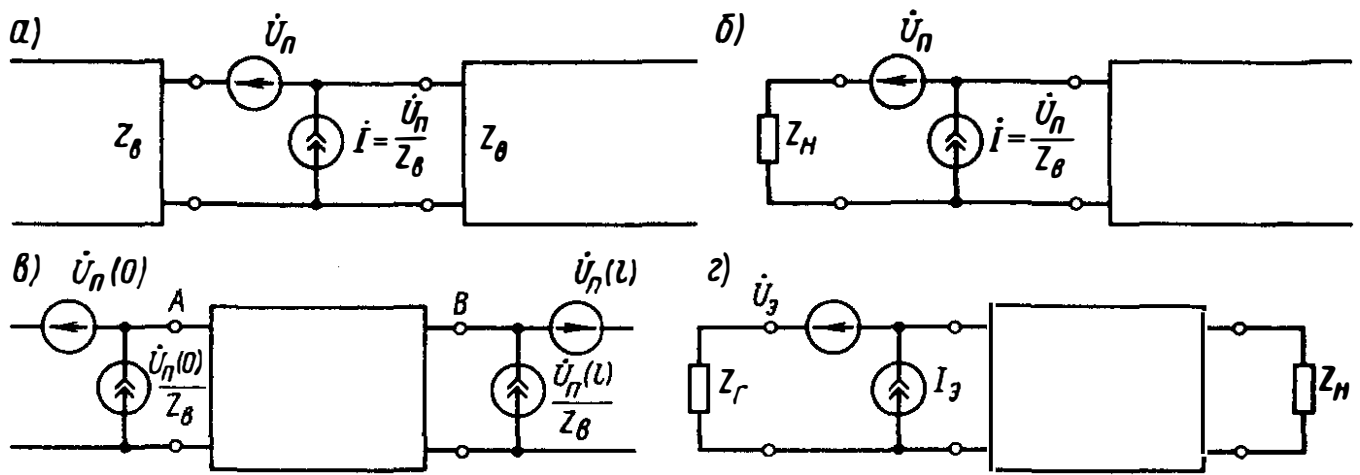 а)
U̇п
Zв
İ = U̇п / Zв
Zв
б)
U̇п
Zн
İ = U̇п / Zв
в)
U̇п(0)
A
U̇п(0) / Zв
B
U̇п(l)
U̇п(l) / Zв
г)
U̇э
Zг
Iэ
Zн